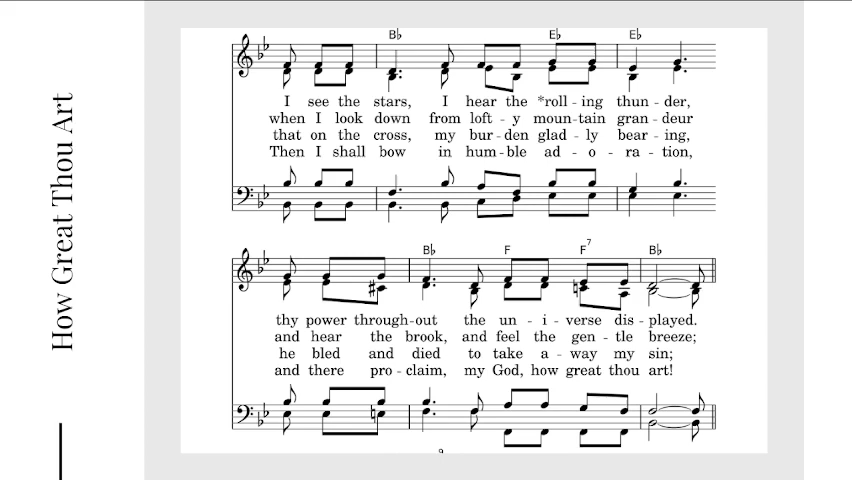 How Great Thou Art
B♭ E♭ E♭
I see the stars, I hear the *roll - ing thun - der,
when I look down from loft - y moun - tain gran - deur
that on the cross, my bur - den glad - ly bear - ing,
Then I shall bow in hum - ble ad - o - ra - tion,
B♭ F F7 B♭
thy power through-out the un - i - verse dis - played.
and hear the brook, and feel the gen - tle breeze;
he bled and died to take a - way my sin;
and there pro - claim, my God, how great thou art!